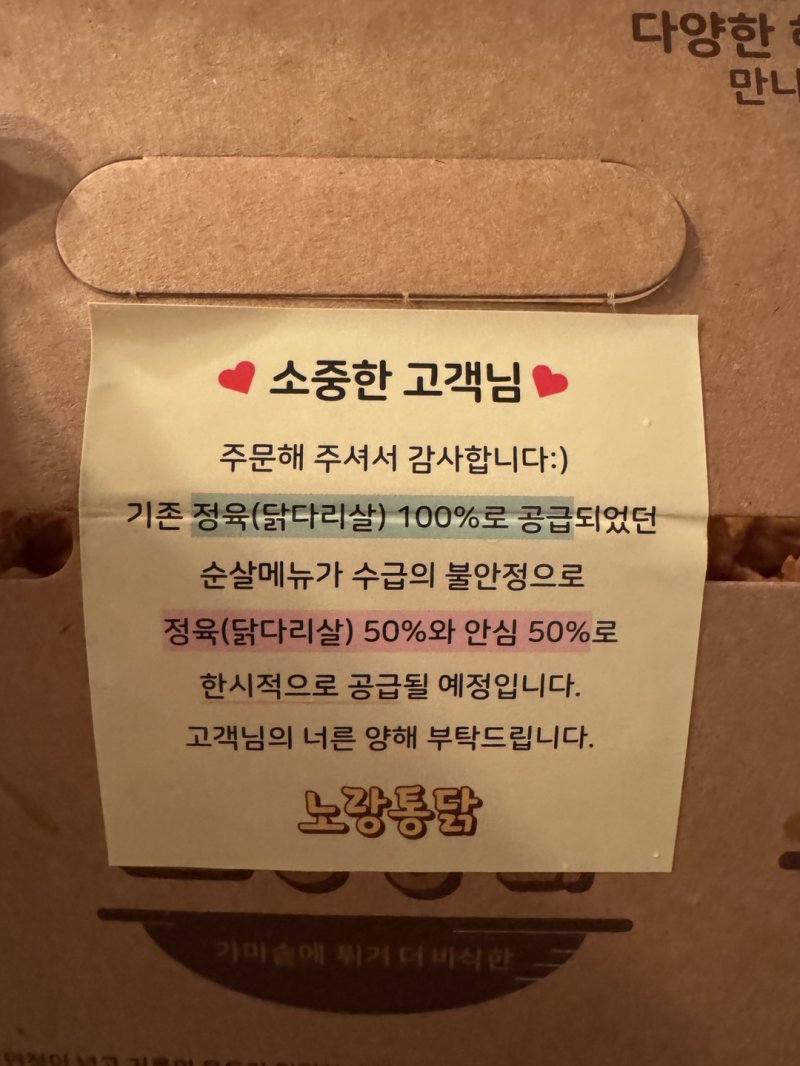 다양한
만나
♥ 소중한 고객님 ♥
주문해 주셔서 감사합니다:)
기존 정육(닭다리살) 100%로 공급되었던
순살메뉴가 수급의 불안정으로
정육(닭다리살) 50%와 안심 50%로
한시적으로 공급될 예정입니다.
고객님의 너른 양해 부탁드립니다.
노랑통닭
가마솥에 튀겨 더 바삭한